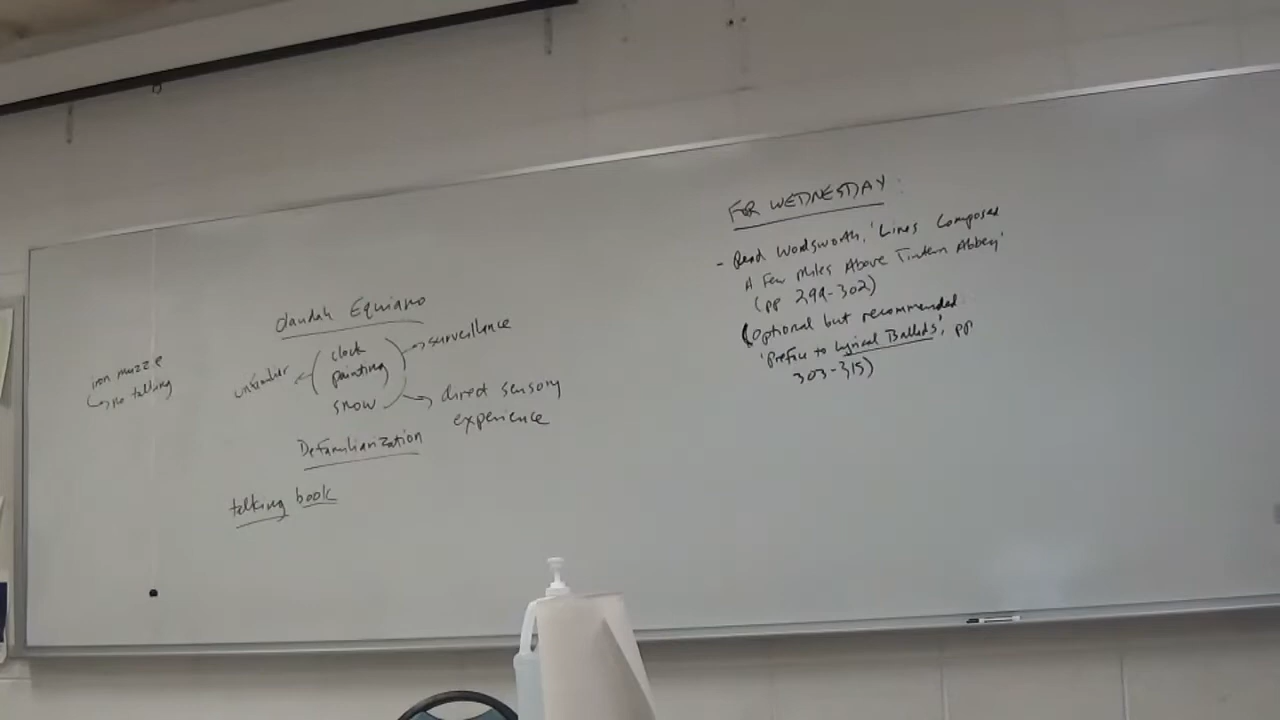 Olaudah Equiano
iron muzzle
no talking
unfamiliar
clock
painting
snow
surveillance
direct sensory
experience
Defamiliarization
talking book
FOR WEDNESDAY:
- Read Wordsworth, 'Lines Composed
A Few Miles Above Tintern Abbey'
(pp 299-302)
(optional but recommended:
'Preface to Lyrical Ballads', pp
303-315)